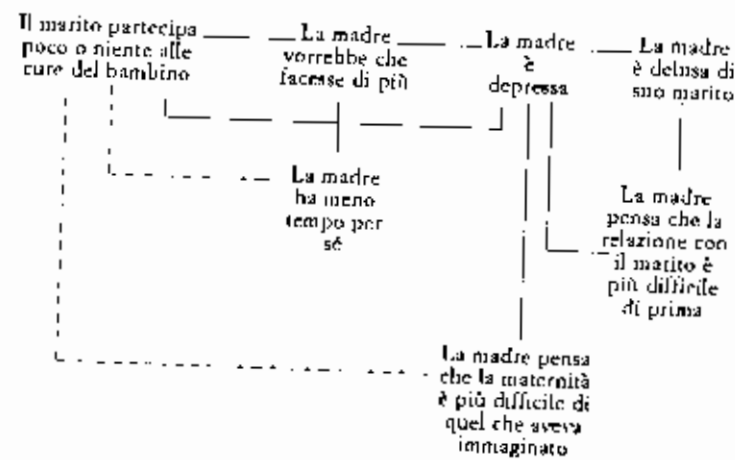 Il marito partecipa
poco o niente alle
cure del bambino
La madre
vorrebbe che
facesse di più
La madre
è
depressa
La madre
è delusa di
suo marito
La madre
ha meno
tempo per
sé
La madre
pensa che la
relazione con
il marito è
più difficile
di prima
La madre pensa
che la maternità
è più difficile di
quel che aveva
immaginato